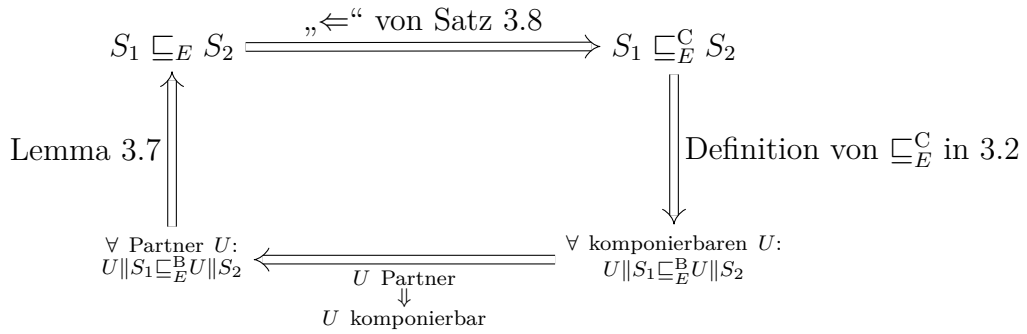 „⇐“ von Satz 3.8
S₁ ⊑_E S₂
S₁ ⊑_E^C S₂
Lemma 3.7
Definition von ⊑_E^C in 3.2
∀ Partner U:
U∥S₁⊑_E^B U∥S₂
∀ komponierbaren U:
U∥S₁⊑_E^B U∥S₂
U Partner
⇓
U komponierbar